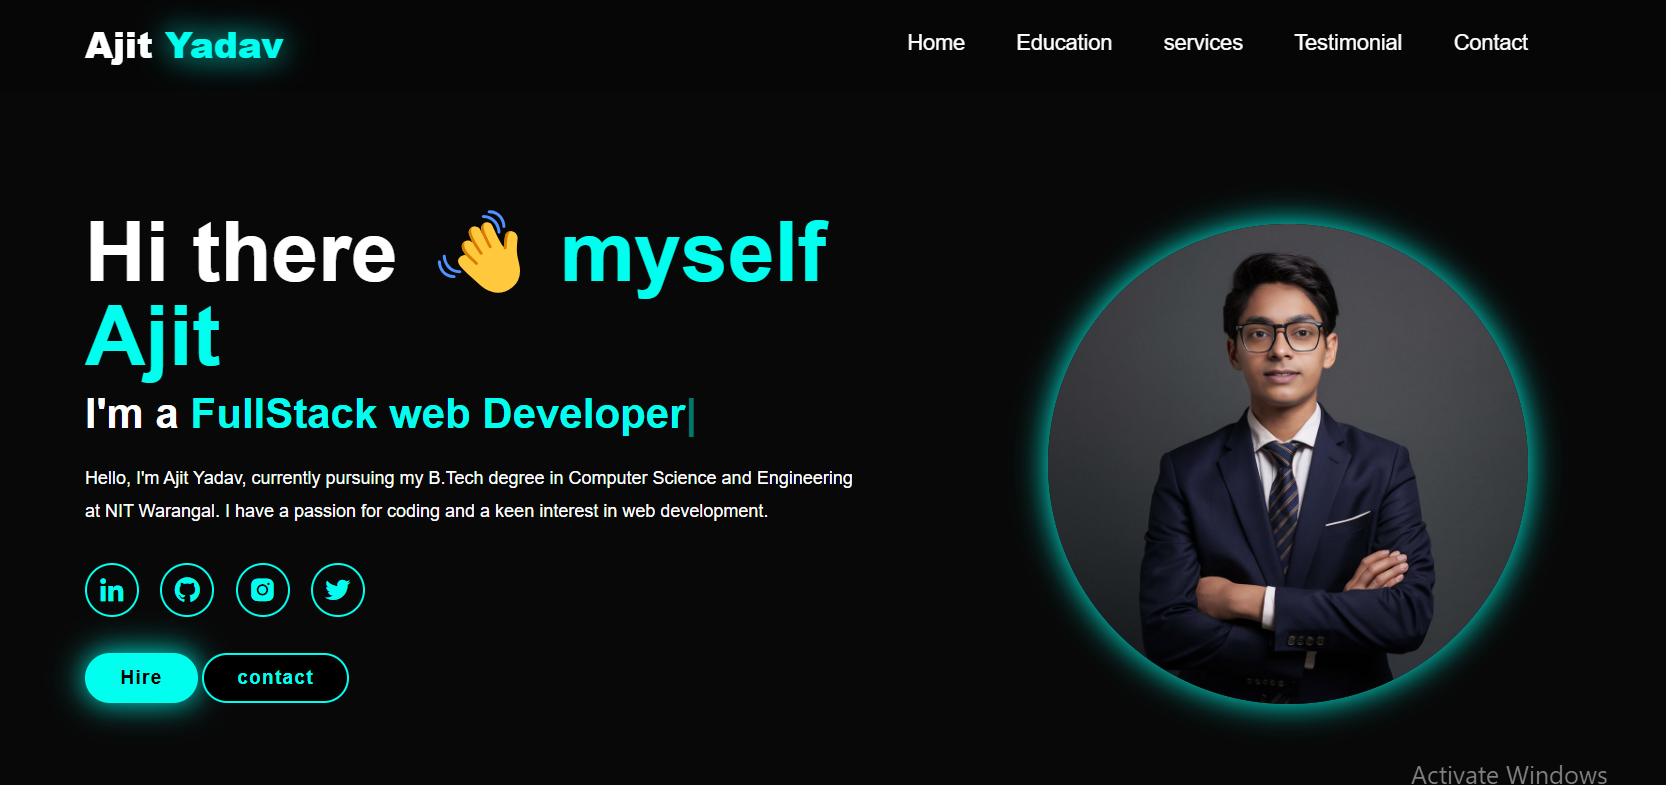 Ajit Yadav
Home Education services Testimonial Contact
Hi there 👋 myself
Ajit
I'm a FullStack web Developer|
Hello, I'm Ajit Yadav, currently pursuing my B.Tech degree in Computer Science and Engineering
at NIT Warangal. I have a passion for coding and a keen interest in web development.
in
Hire contact
Activate Windows